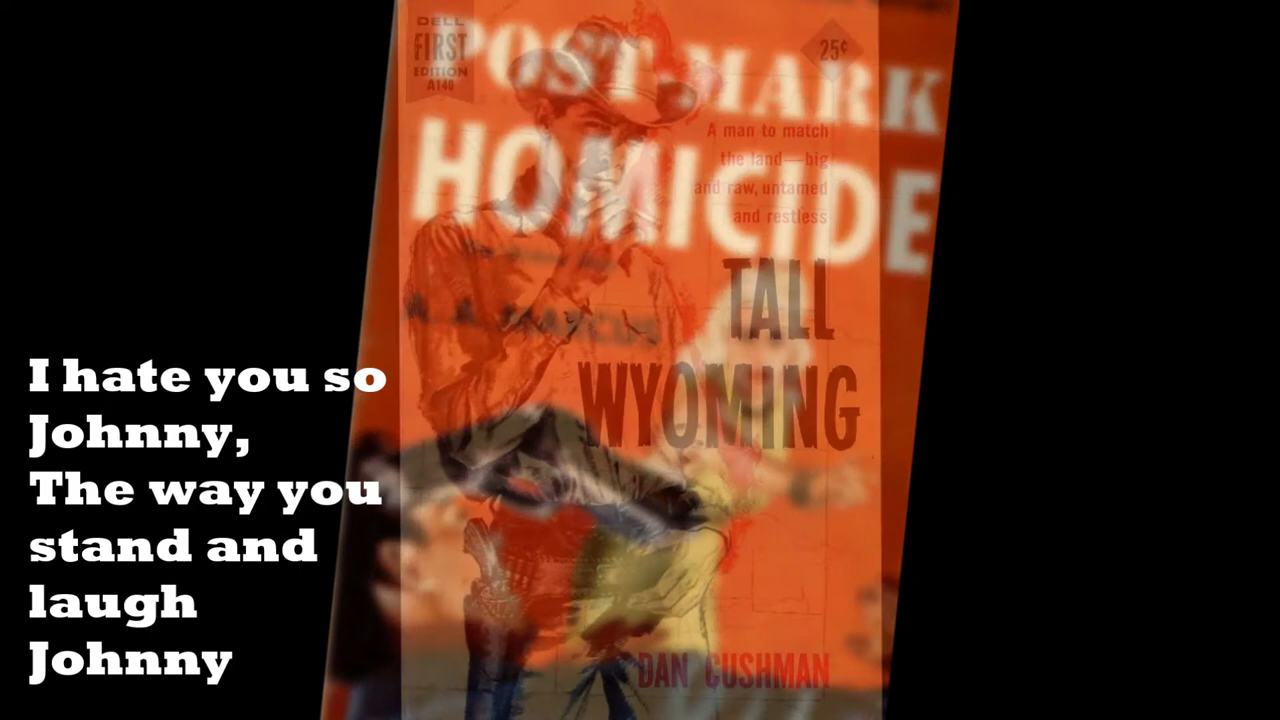 DELL
FIRST
EDITION
A140
25¢
POST-MARK
HOMICIDE
A man to match
the land—big
and raw, untamed
and restless
A. A. MARCUS
TALL
WYOMING
DAN CUSHMAN
I hate you so
Johnny,
The way you
stand and
laugh
Johnny